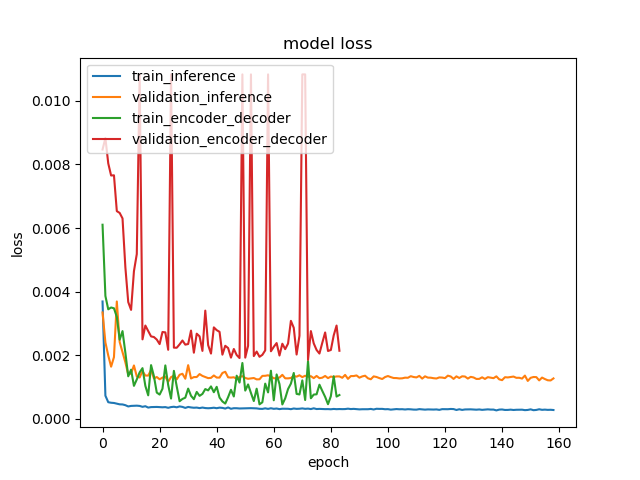 model loss
train_inference
validation_inference
train_encoder_decoder
validation_encoder_decoder
0.010
0.008
0.006
0.004
0.002
0.000
loss
0 20 40 60 80 100 120 140 160
epoch